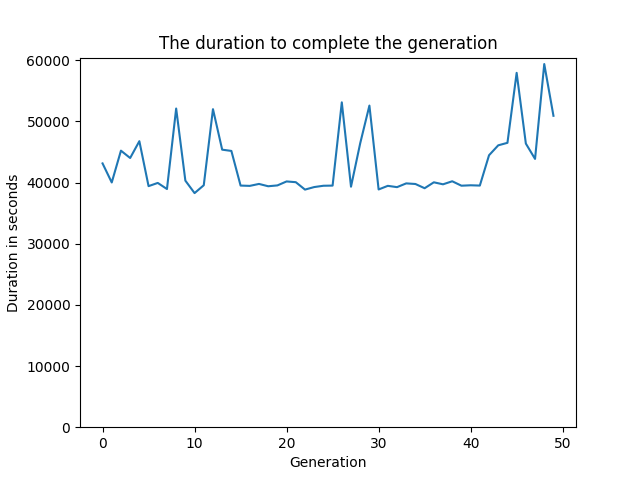 The duration to complete the generation
60000
50000
40000
30000
20000
10000
0
Duration in seconds
0 10 20 30 40 50
Generation